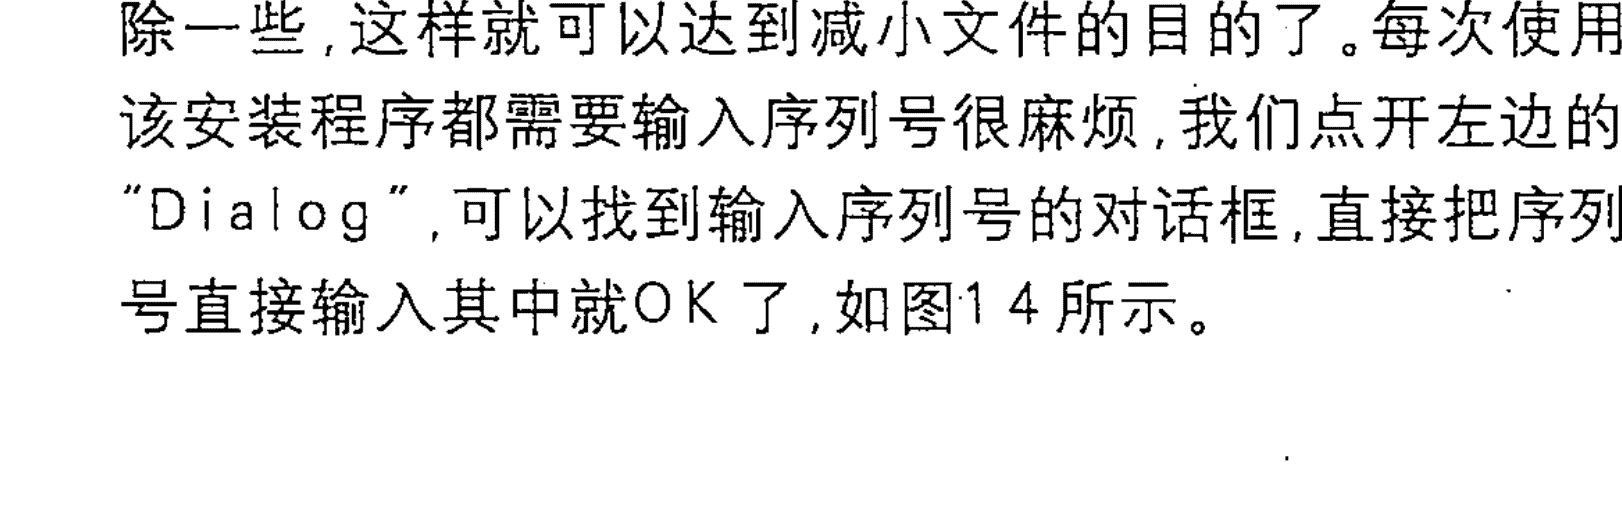 除一些,这样就可以达到减小文件的目的了。每次使用
该安装程序都需要输入序列号很麻烦,我们点开左边的
“Dialog”,可以找到输入序列号的对话框,直接把序列
号直接输入其中就OK了,如图14所示。